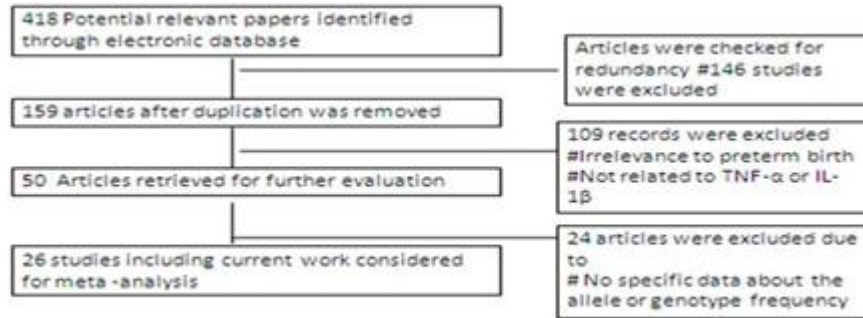 418 Potential relevant papers identified
through electronic database
Articles were checked for
redundancy #146 studies
were excluded
159 articles after duplication was removed
109 records were excluded
#Irrelevance to preterm birth
#Not related to TNF-α or IL-
1β
50 Articles retrieved for further evaluation
24 articles were excluded due
to
# No specific data about the
allele or genotype frequency
26 studies including current work considered
for meta -analysis